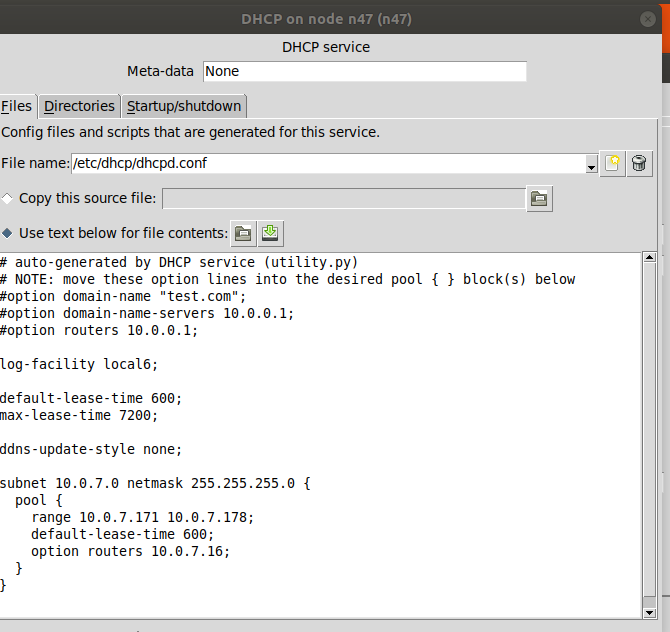 DHCP on node n47 (n47)
DHCP service
Meta-data None
Files Directories Startup/shutdown
Config files and scripts that are generated for this service.
File name: /etc/dhcp/dhcpd.conf
Copy this source file:
Use text below for file contents:
# auto-generated by DHCP service (utility.py)
# NOTE: move these option lines into the desired pool { } block(s) below
#option domain-name "test.com";
#option domain-name-servers 10.0.0.1;
#option routers 10.0.0.1;
log-facility local6;
default-lease-time 600;
max-lease-time 7200;
ddns-update-style none;
subnet 10.0.7.0 netmask 255.255.255.0 {
  pool {
    range 10.0.7.171 10.0.7.178;
    default-lease-time 600;
    option routers 10.0.7.16;
  }
}